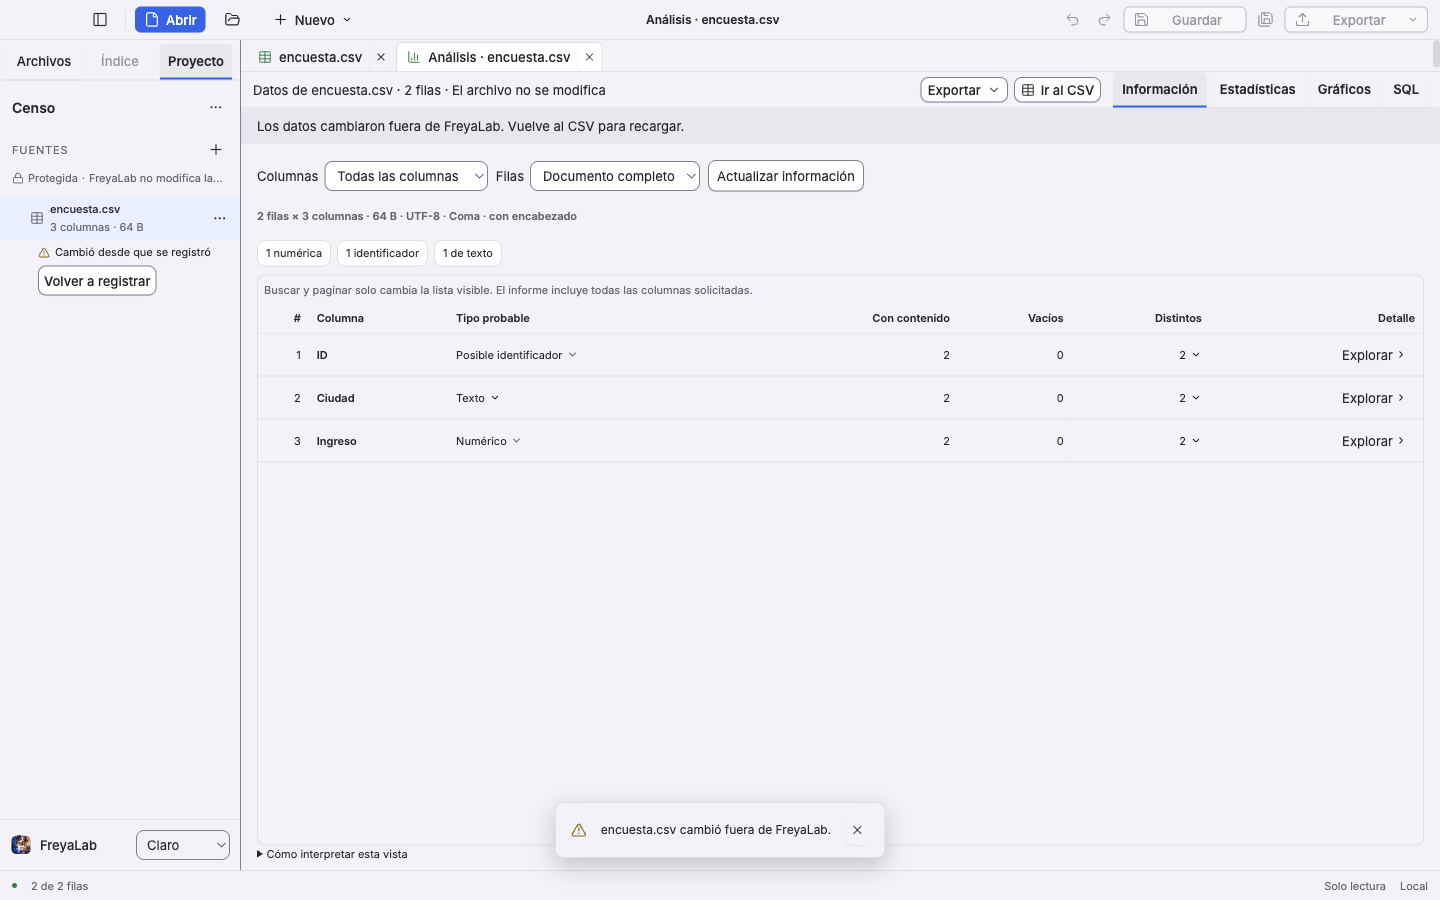 Abrir
Nuevo
Análisis · encuesta.csv
Guardar
Exportar
Archivos
Índice
Proyecto
encuesta.csv
Análisis · encuesta.csv
Datos de encuesta.csv · 2 filas · El archivo no se modifica
Exportar
Ir al CSV
Información
Estadísticas
Gráficos
SQL
Censo
Los datos cambiaron fuera de FreyaLab. Vuelve al CSV para recargar.
FUENTES
Protegida · FreyaLab no modifica la...
encuesta.csv
3 columnas · 64 B
Cambió desde que se registró
Volver a registrar
Columnas
Todas las columnas
Filas
Documento completo
Actualizar información
2 filas × 3 columnas · 64 B · UTF-8 · Coma · con encabezado
1 numérica
1 identificador
1 de texto
Buscar y paginar solo cambia la lista visible. El informe incluye todas las columnas solicitadas.
# Columna Tipo probable Con contenido Vacíos Distintos Detalle
1 ID Posible identificador 2 0 2 Explorar
2 Ciudad Texto 2 0 2 Explorar
3 Ingreso Numérico 2 0 2 Explorar
encuesta.csv cambió fuera de FreyaLab.
Cómo interpretar esta vista
FreyaLab
Claro
2 de 2 filas
Solo lectura
Local